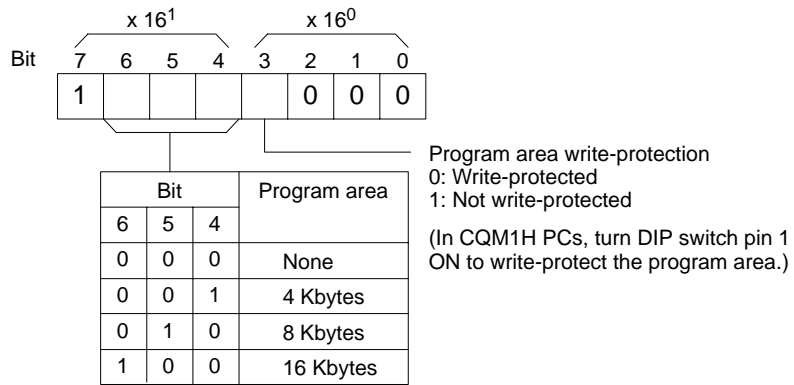 x 16¹ x 16⁰
Bit 7 6 5 4 3 2 1 0
1 0 0 0
Program area write-protection
0: Write-protected
1: Not write-protected
(In CQM1H PCs, turn DIP switch pin 1
ON to write-protect the program area.)
Bit Program area
6 5 4
0 0 0 None
0 0 1 4 Kbytes
0 1 0 8 Kbytes
1 0 0 16 Kbytes